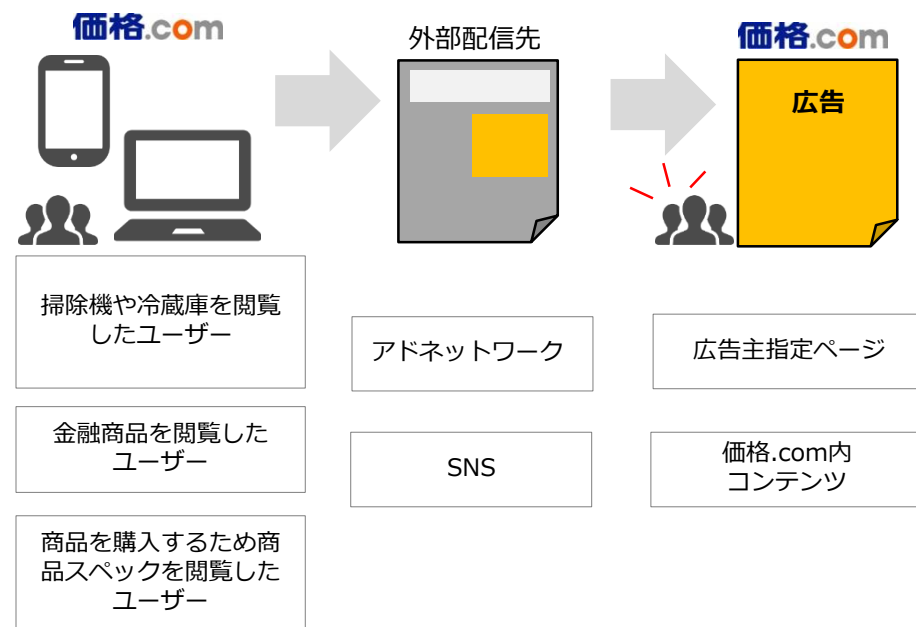 価格.com
外部配信先
価格.com
広告
掃除機や冷蔵庫を閲覧
したユーザー
アドネットワーク
広告主指定ページ
金融商品を閲覧した
ユーザー
SNS
価格.com内
コンテンツ
商品を購入するため商
品スペックを閲覧した
ユーザー